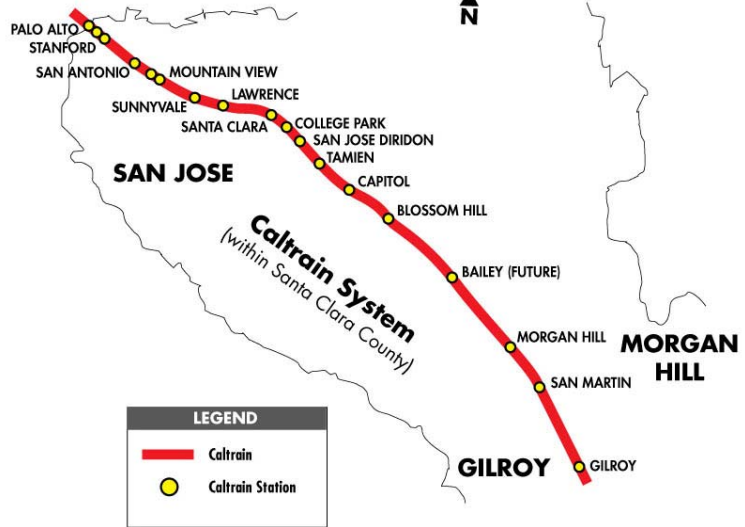 N
PALO ALTO
STANFORD
SAN ANTONIO
MOUNTAIN VIEW
SUNNYVALE
LAWRENCE
SANTA CLARA
COLLEGE PARK
SAN JOSE DIRIDON
TAMIEN
SAN JOSE
CAPITOL
BLOSSOM HILL
Caltrain System
(within Santa Clara County)
BAILEY (FUTURE)
MORGAN HILL
MORGAN
HILL
SAN MARTIN
GILROY
GILROY
LEGEND
Caltrain
Caltrain Station